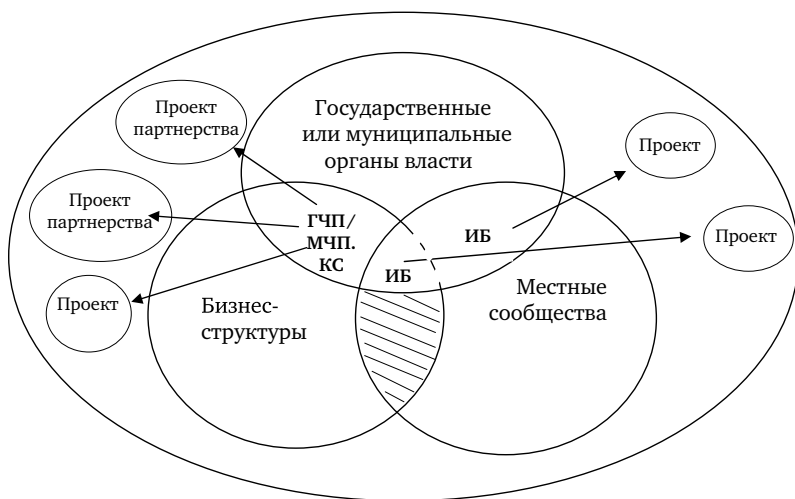 Проект
партнерства
Государственные
или муниципальные
органы власти
Проект
Проект
партнерства
ГЧП/
МЧП.
КС
ИБ
Проект
ИБ
Проект
Бизнес-
структуры
Местные
сообщества